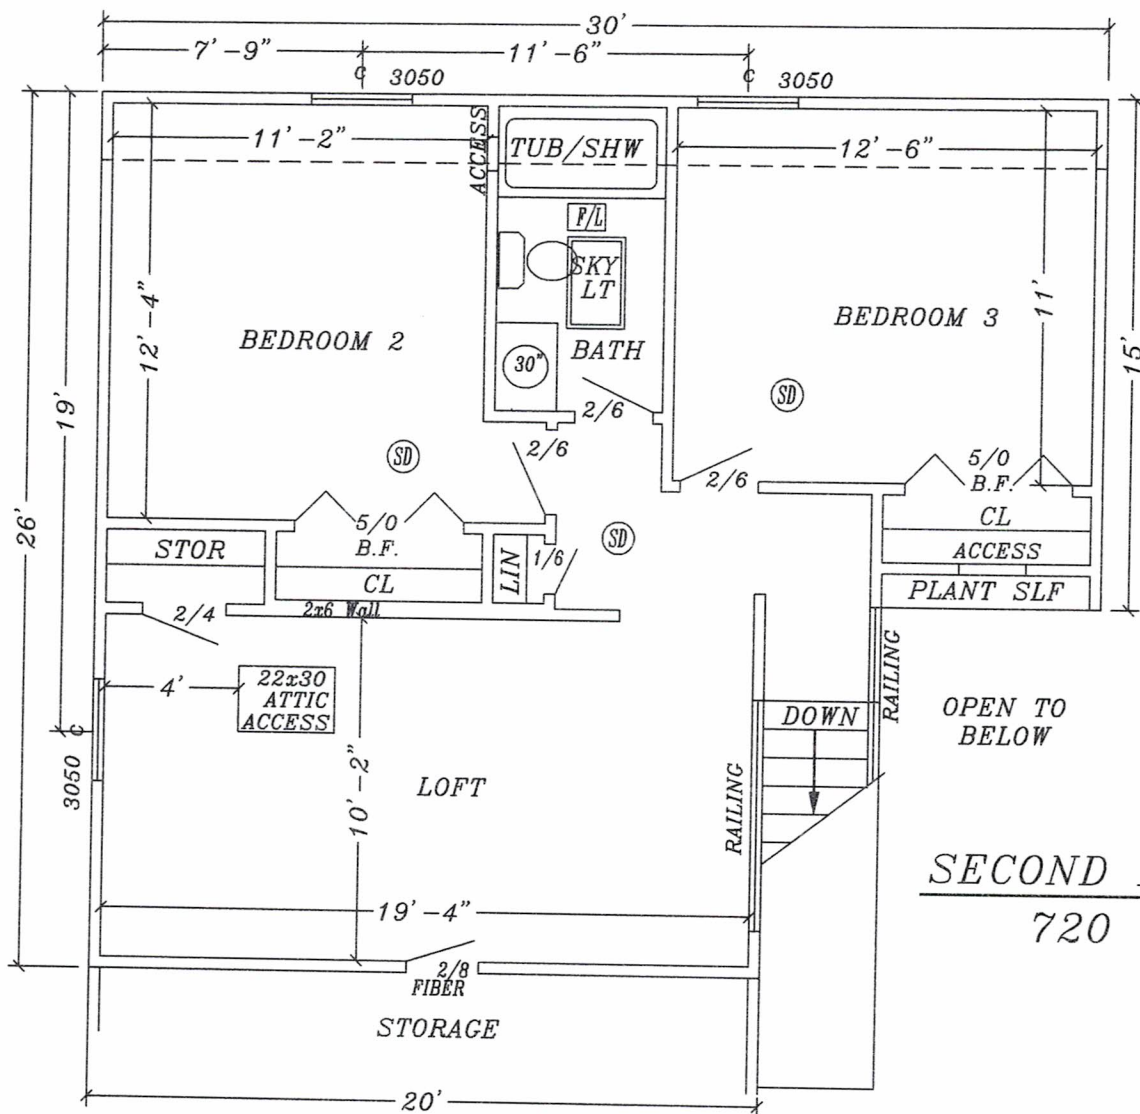 30'
7'-9"
11'-6"
C
3050
C
3050
11'-2"
ACCESS
TUB/SHW
12'-6"
F/L
SKY
LT
12'-4"
BEDROOM 2
BATH
30"
BEDROOM 3
11'
15'
19'
26'
2/6
SD
SD
2/6
2/6
5/0
B.F.
CL
ACCESS
PLANT SLF
STOR
5/0
B.F.
CL
LIN
1/6
SD
2/4
2x6 Wall
4'
22x30
ATTIC
ACCESS
C
3050
10'-2"
LOFT
RAILING
DOWN
RAILING
OPEN TO
BELOW
SECOND
720
19'-4"
2/8
FIBER
STORAGE
20'